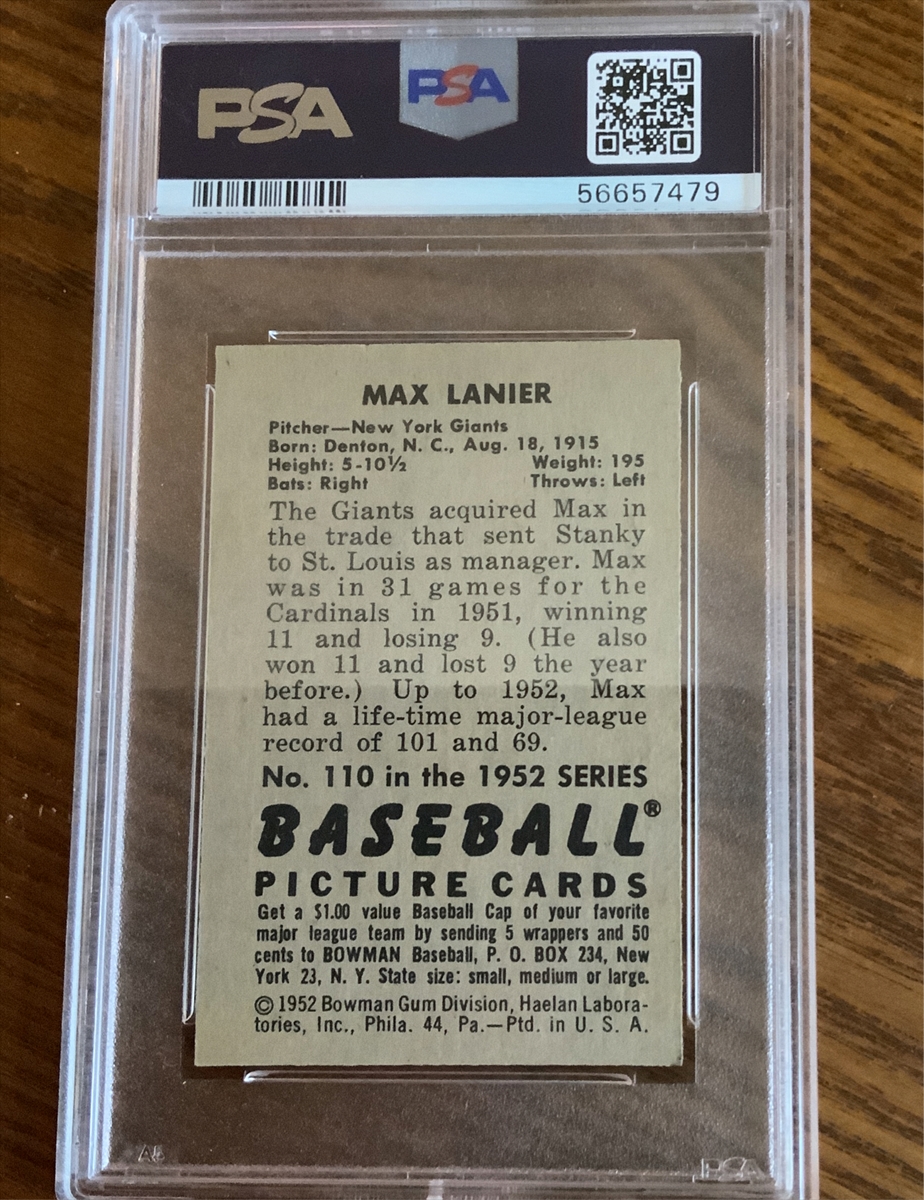 PSA
PSA
56657479
MAX LANIER
Pitcher—New York Giants
Born: Denton, N. C., Aug. 18, 1915
Height: 5-10½ Weight: 195
Bats: Right Throws: Left
The Giants acquired Max in
the trade that sent Stanky
to St. Louis as manager. Max
was in 31 games for the
Cardinals in 1951, winning
11 and losing 9. (He also
won 11 and lost 9 the year
before.) Up to 1952, Max
had a life-time major-league
record of 101 and 69.
No. 110 in the 1952 SERIES
BASEBALL®
PICTURE CARDS
Get a $1.00 value Baseball Cap of your favorite
major league team by sending 5 wrappers and 50
cents to BOWMAN Baseball, P. O. BOX 234, New
York 23, N. Y. State size: small, medium or large.
© 1952 Bowman Gum Division, Haelan Labora-
tories, Inc., Phila. 44, Pa.—Ptd. in U. S. A.
PSA